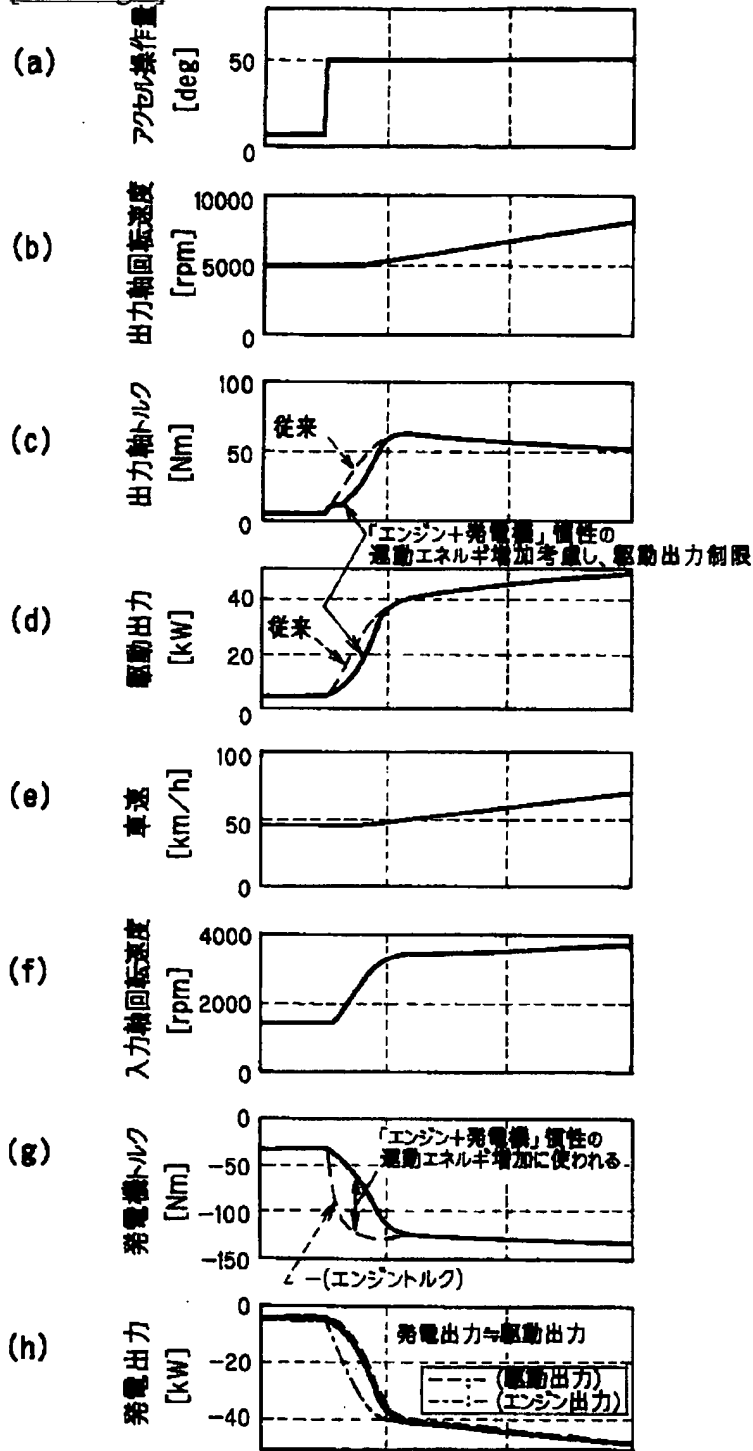 (a)
アクセル操作量
[deg]
50
0
(b)
出力軸回転速度
[rpm]
10000
5000
0
(c)
出力軸トルク
[Nm]
100
50
0
従来
「エンジン+発電機」慣性の
運動エネルギ増加考慮し、駆動出力制限
(d)
駆動出力
[kW]
40
20
0
従来
(e)
車速
[km/h]
100
50
0
(f)
入力軸回転速度
[rpm]
4000
2000
0
(g)
発電機トルク
[Nm]
0
-50
-100
-150
「エンジン+発電機」慣性の
運動エネルギ増加に使われる
-(エンジントルク)
(h)
発電出力
[kW]
0
-20
-40
発電出力≒駆動出力
-(駆動出力)
-(エンジン出力)